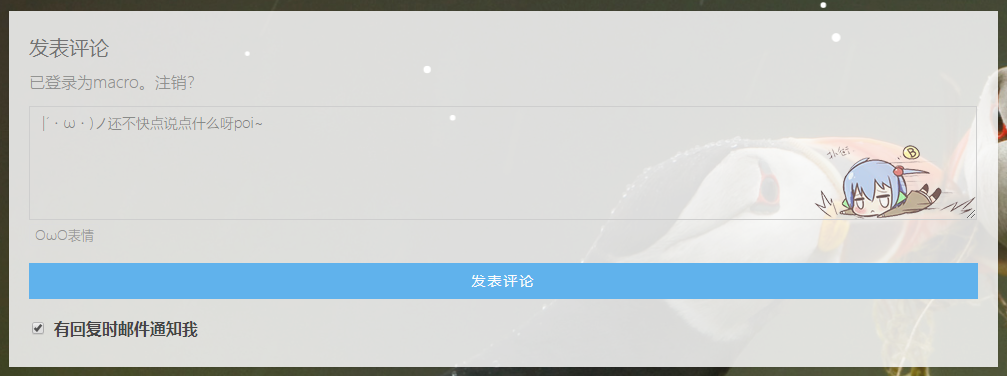 发表评论
已登录为macro。注销？
|´・ω・)ノ还不快点说点什么呀poi~
B
OωO表情
发表评论
有回复时邮件通知我